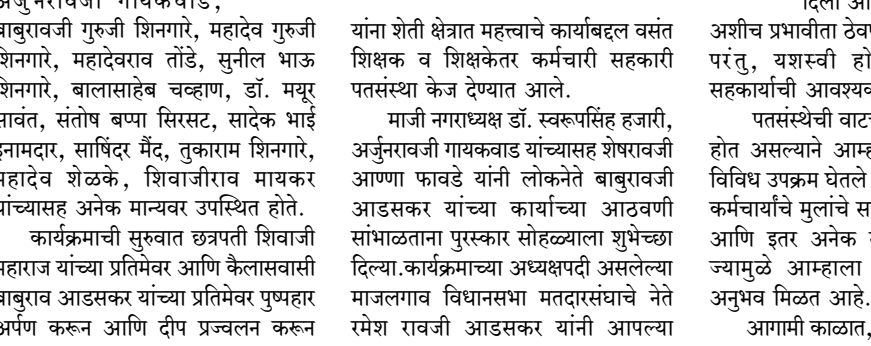 अर्जुनरावजी गायकवाड,
बाबुरावजी गुरुजी शिनगारे, महादेव गुरुजी
शिनगारे, महादेवराव तोंडे, सुनील भाऊ
शिनगारे, बालासाहेब चव्हाण, डॉ. मयूर
सावंत, संतोष बप्पा सिरसट, सादेक भाई
इनामदार, साषिंदर मैंद, तुकाराम शिनगारे,
महादेव शेळके, शिवाजीराव मायकर
यांच्यासह अनेक मान्यवर उपस्थित होते.
कार्यक्रमाची सुरुवात छत्रपती शिवाजी
महाराज यांच्या प्रतिमेवर आणि कैलासवासी
बाबुराव आडसकर यांच्या प्रतिमेवर पुष्पहार
अर्पण करून आणि दीप प्रज्वलन करून
यांना शेती क्षेत्रात महत्त्वाचे कार्याबद्दल वसंत
शिक्षक व शिक्षकेतर कर्मचारी सहकारी
पतसंस्था केज देण्यात आले.
माजी नगराध्यक्ष डॉ. स्वरूपसिंह हजारी,
अर्जुनरावजी गायकवाड यांच्यासह शेषरावजी
आण्णा फावडे यांनी लोकनेते बाबुरावजी
आडसकर यांच्या कार्याच्या आठवणी
सांभाळताना पुरस्कार सोहळ्याला शुभेच्छा
दिल्या.कार्यक्रमाच्या अध्यक्षपदी असलेल्या
माजलगाव विधानसभा मतदारसंघाचे नेते
रमेश रावजी आडसकर यांनी आपल्या
दिला
अशीच प्रभावीता
परंतु, यशस्वी
सहकार्याची
पतसंस्थेची
होत असल्याने
विविध उपक्रम घेतले
कर्मचार्यांचे मुलांचे
आणि इतर अनेक
ज्यामुळे आम्हाला
अनुभव मिळत आहे.
आगामी काळात,